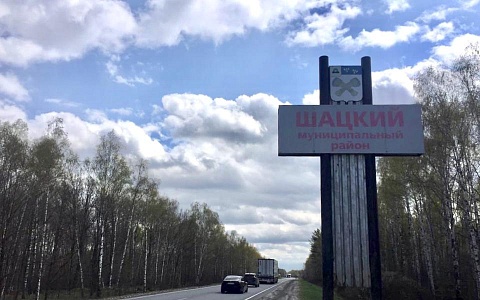 ШАЦКИЙ
муниципальный
район